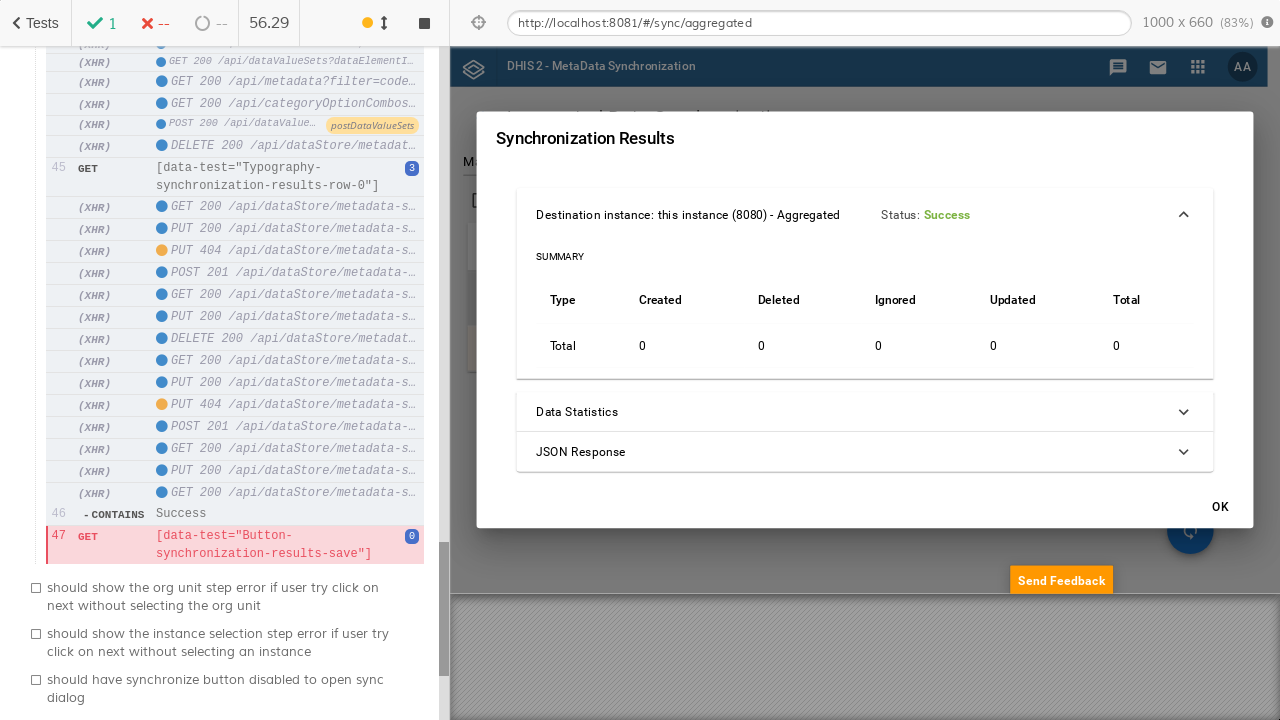 Tests
1
--
--
56.29
http://localhost:8081/#/sync/aggregated
1000 x 660 (83%)
(XHR) GET 200 /api/dataValueSets?dataElementI…
(XHR) GET 200 /api/metadata?filter=code…
(XHR) GET 200 /api/categoryOptionCombos…
(XHR) POST 200 /api/dataValue… postDataValueSets
(XHR) DELETE 200 /api/dataStore/metadat…
45 GET [data-test="Typography-
synchronization-results-row-0"] 3
(XHR) GET 200 /api/dataStore/metadata-s…
(XHR) PUT 200 /api/dataStore/metadata-s…
(XHR) PUT 404 /api/dataStore/metadata-s…
(XHR) POST 201 /api/dataStore/metadata-…
(XHR) GET 200 /api/dataStore/metadata-s…
(XHR) PUT 200 /api/dataStore/metadata-s…
(XHR) DELETE 200 /api/dataStore/metadat…
(XHR) GET 200 /api/dataStore/metadata-s…
(XHR) PUT 200 /api/dataStore/metadata-s…
(XHR) PUT 404 /api/dataStore/metadata-s…
(XHR) POST 201 /api/dataStore/metadata-…
(XHR) GET 200 /api/dataStore/metadata-s…
(XHR) PUT 200 /api/dataStore/metadata-s…
(XHR) GET 200 /api/dataStore/metadata-s…
46 -CONTAINS Success
47 GET [data-test="Button-
synchronization-results-save"] 0
should show the org unit step error if user try click on
next without selecting the org unit
should show the instance selection step error if user try
click on next without selecting an instance
should have synchronize button disabled to open sync
dialog
DHIS 2 - MetaData Synchronization
AA
Synchronization Results
Destination instance: this instance (8080) - Aggregated Status: Success
SUMMARY
Type Created Deleted Ignored Updated Total
Total 0 0 0 0 0
Data Statistics
JSON Response
OK
Send Feedback